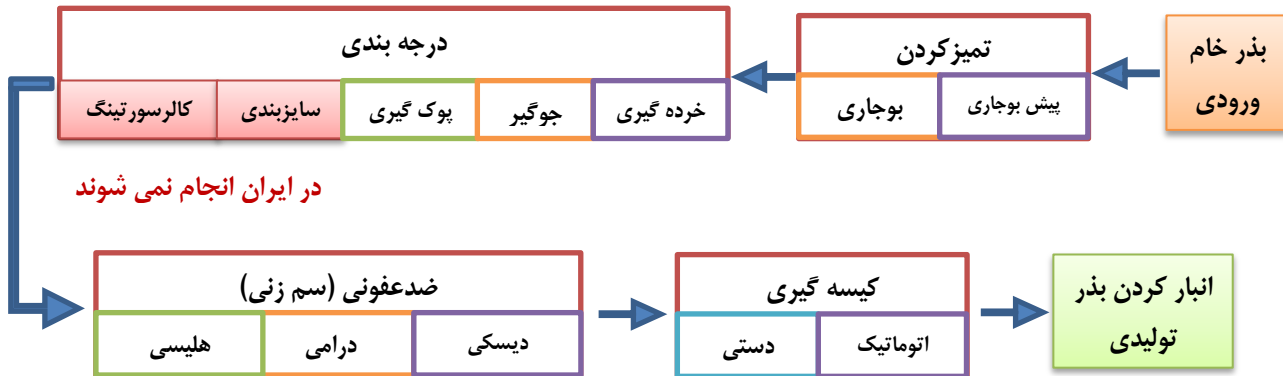 بذر خام
ورودی
تمیزکردن
پیش بوجاری
بوجاری
درجه بندی
خرده گیری
جوگیر
پوک گیری
سایزبندی
کالرسورتینگ
در ایران انجام نمی شوند
ضدعفونی (سم زنی)
دیسکی
درامی
هلیسی
کیسه گیری
اتوماتیک
دستی
انبار کردن بذر
تولیدی